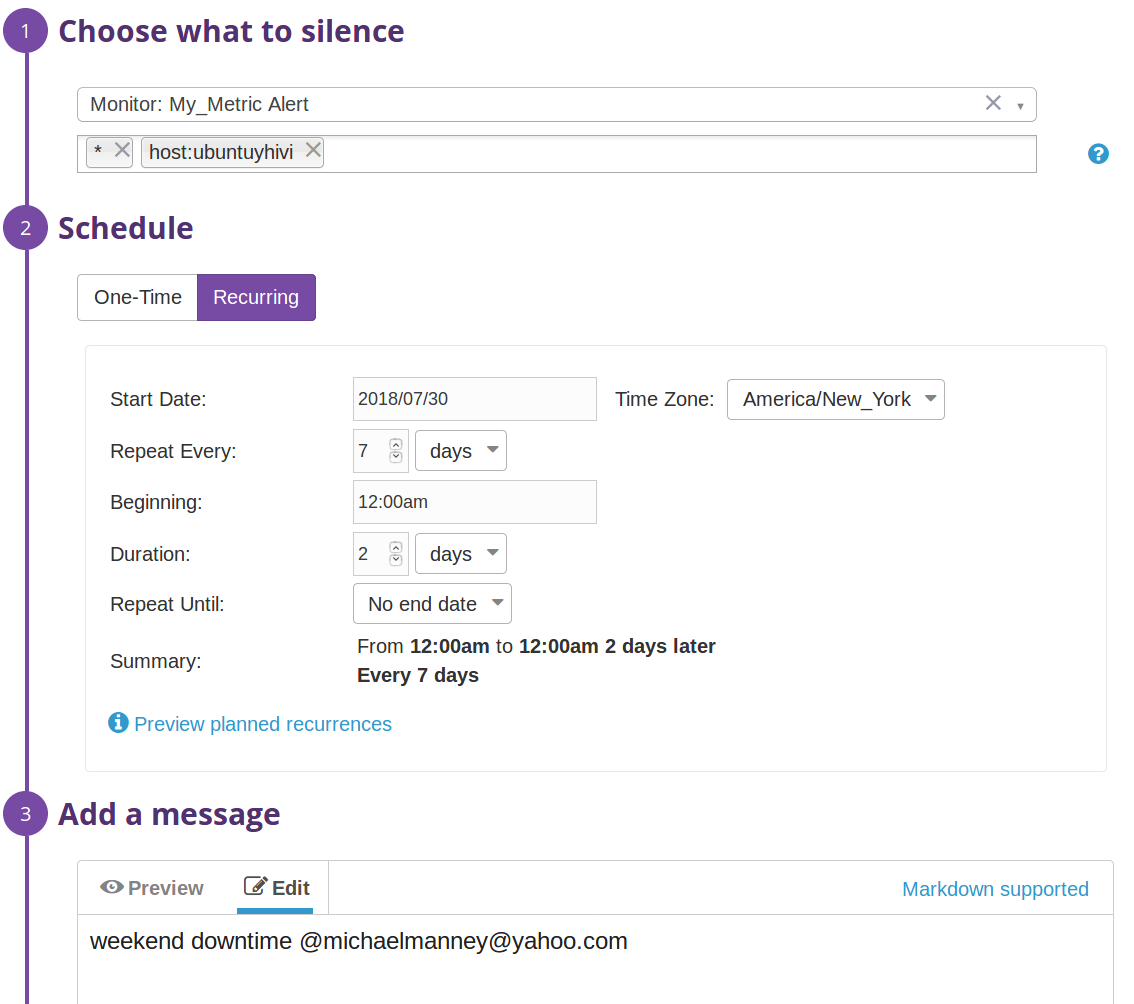 1 Choose what to silence
Monitor: My_Metric Alert
* host:ubuntuyhivi
2 Schedule
One-Time Recurring
Start Date: 2018/07/30 Time Zone: America/New_York
Repeat Every: 7 days
Beginning: 12:00am
Duration: 2 days
Repeat Until: No end date
Summary: From 12:00am to 12:00am 2 days later
Every 7 days
Preview planned recurrences
3 Add a message
Preview Edit Markdown supported
weekend downtime @michaelmanney@yahoo.com